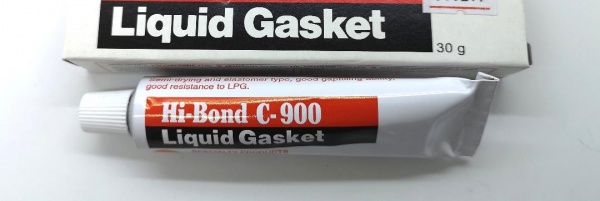 Liquid Gasket
30 g
Semi-drying and elastomer type, good gapfilling ability,
good resistance to LPG.
Hi-Bond C-900
Liquid Gasket